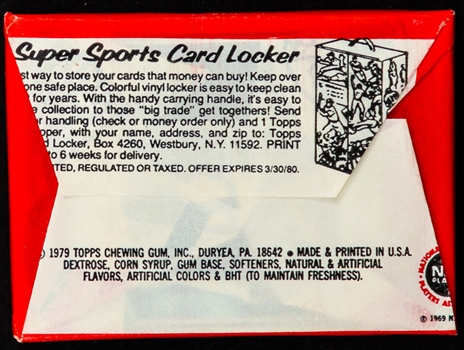 Super Sports Card Locker
st way to store your cards that money can buy! Keep over
one safe place. Colorful vinyl locker is easy to keep clean
for years. With the handy carrying handle, it's easy to
e collection to those "big trade" get togethers! Send
or handling (check or money order only) and 1 Topps
pper, with your name, address, and zip to: Topps
d Locker, Box 4260, Westbury, N.Y. 11592. PRINT
to 6 weeks for delivery.
TED, REGULATED OR TAXED. OFFER EXPIRES 3/30/80.
© 1979 TOPPS CHEWING GUM, INC., DURYEA, PA. 18642 ● MADE & PRINTED IN U.S.A.
DEXTROSE, CORN SYRUP, GUM BASE, SOFTENERS, NATURAL & ARTIFICIAL
FLAVORS, ARTIFICIAL COLORS & BHT (TO MAINTAIN FRESHNESS).
NATIONA
PLA
PLAYERS ASS
© 1969 N